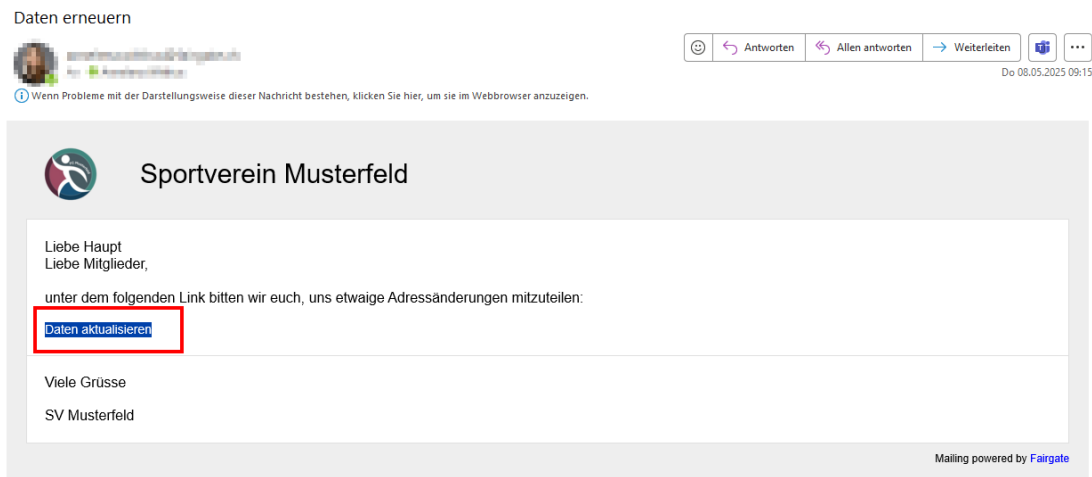 Daten erneuern
Antworten
Allen antworten
Weiterleiten
Do 08.05.2025 09:15
Wenn Probleme mit der Darstellungsweise dieser Nachricht bestehen, klicken Sie hier, um sie im Webbrowser anzuzeigen.
Sportverein Musterfeld
Liebe Haupt
Liebe Mitglieder,
unter dem folgenden Link bitten wir euch, uns etwaige Adressänderungen mitzuteilen:
Daten aktualisieren
Viele Grüsse
SV Musterfeld
Mailing powered by Fairgate